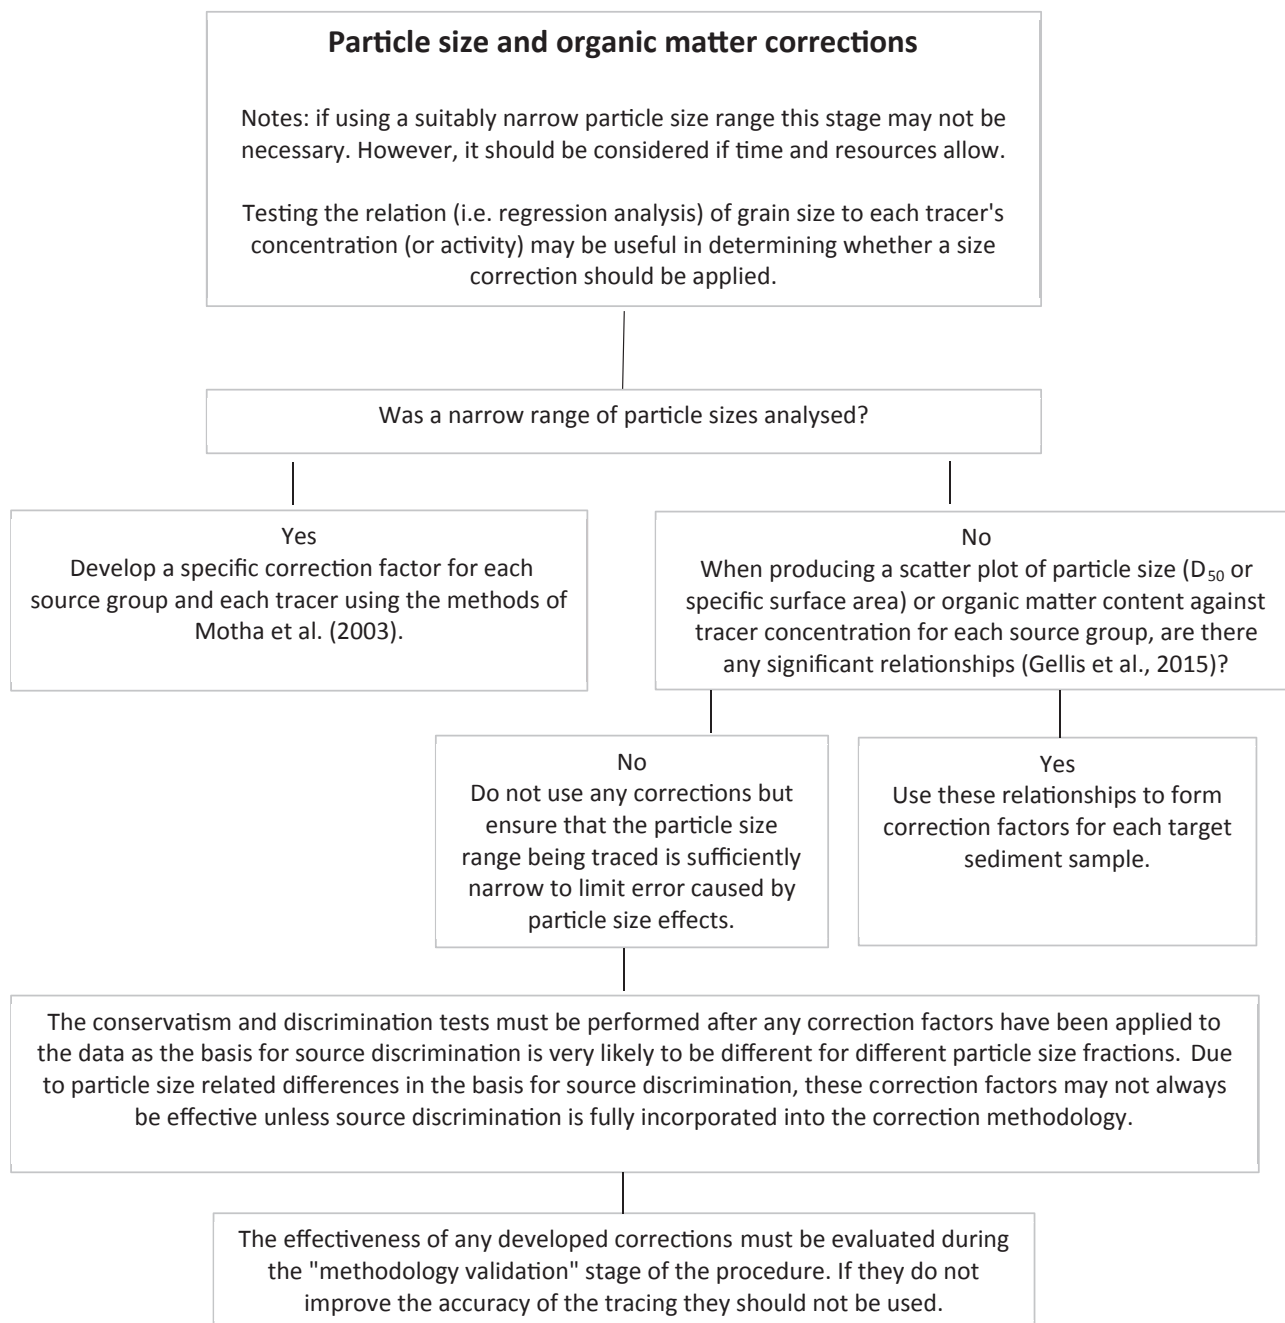 Particle size and organic matter corrections
Notes: if using a suitably narrow particle size range this stage may not be
necessary. However, it should be considered if time and resources allow.
Testing the relation (i.e. regression analysis) of grain size to each tracer's
concentration (or activity) may be useful in determining whether a size
correction should be applied.
Was a narrow range of particle sizes analysed?
Yes
Develop a specific correction factor for each
source group and each tracer using the methods of
Motha et al. (2003).
No
When producing a scatter plot of particle size (D50 or
specific surface area) or organic matter content against
tracer concentration for each source group, are there
any significant relationships (Gellis et al., 2015)?
No
Do not use any corrections but
ensure that the particle size
range being traced is sufficiently
narrow to limit error caused by
particle size effects.
Yes
Use these relationships to form
correction factors for each target
sediment sample.
The conservatism and discrimination tests must be performed after any correction factors have been applied to
the data as the basis for source discrimination is very likely to be different for different particle size fractions. Due
to particle size related differences in the basis for source discrimination, these correction factors may not always
be effective unless source discrimination is fully incorporated into the correction methodology.
The effectiveness of any developed corrections must be evaluated during
the "methodology validation" stage of the procedure. If they do not
improve the accuracy of the tracing they should not be used.